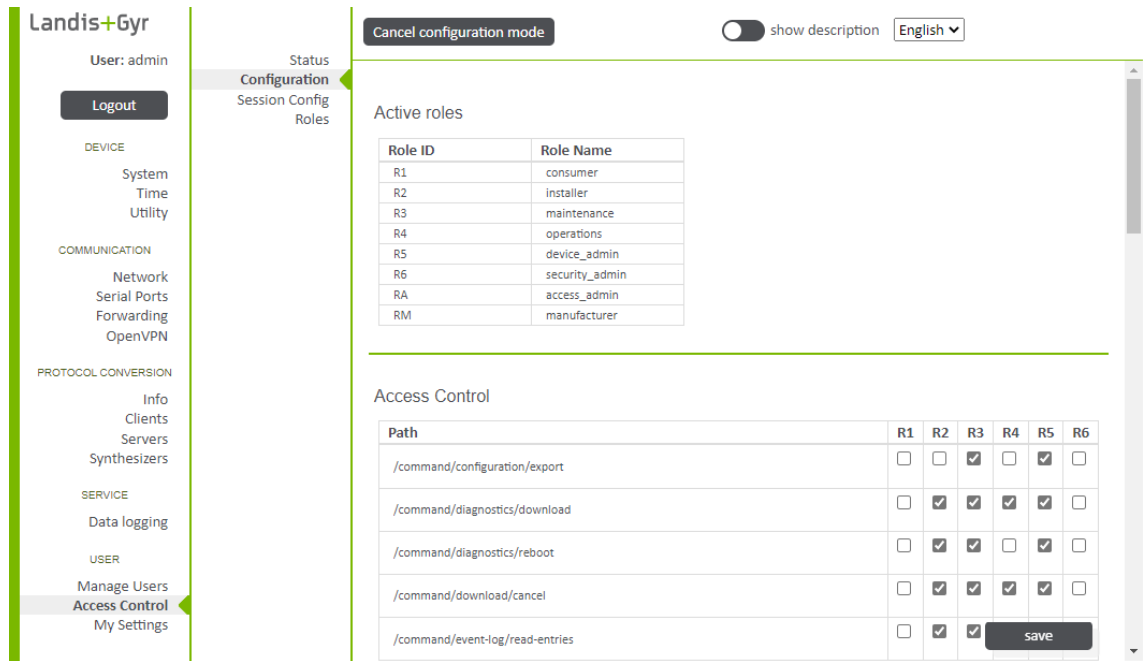 Landis+Gyr
User: admin
Logout
DEVICE
System
Time
Utility
COMMUNICATION
Network
Serial Ports
Forwarding
OpenVPN
PROTOCOL CONVERSION
Info
Clients
Servers
Synthesizers
SERVICE
Data logging
USER
Manage Users
Access Control
My Settings
Status
Configuration
Session Config
Roles
Cancel configuration mode
show description
English
Active roles
Role ID Role Name
R1 consumer
R2 installer
R3 maintenance
R4 operations
R5 device_admin
R6 security_admin
RA access_admin
RM manufacturer
Access Control
Path R1 R2 R3 R4 R5 R6
/command/configuration/export
/command/diagnostics/download
/command/diagnostics/reboot
/command/download/cancel
/command/event-log/read-entries
save